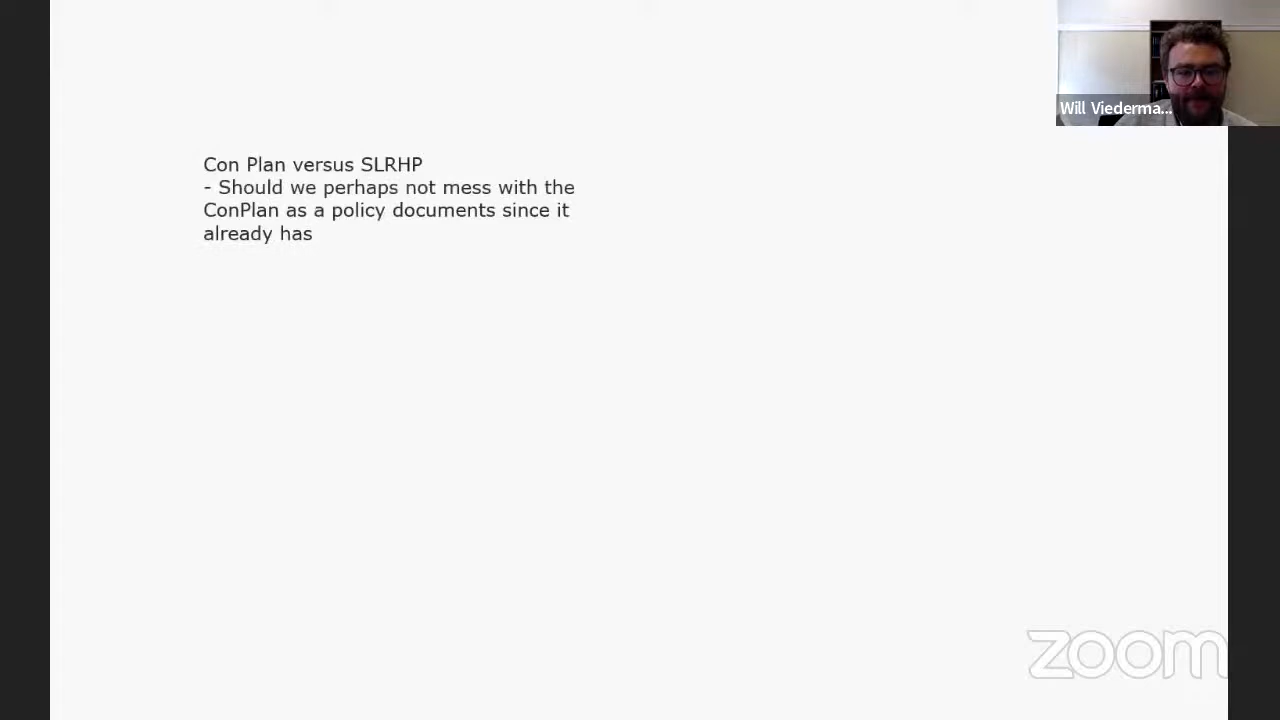 Will Viederma...
Con Plan versus SLRHP
- Should we perhaps not mess with the
ConPlan as a policy documents since it
already has
zoom